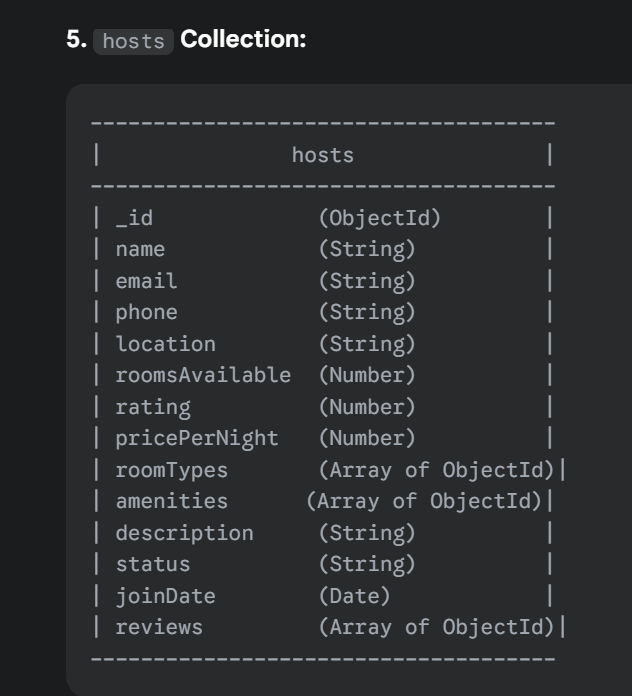 5. hosts Collection:
-------------------------------------
|               hosts               |
-------------------------------------
| _id             (ObjectId)        |
| name            (String)          |
| email           (String)          |
| phone           (String)          |
| location        (String)          |
| roomsAvailable  (Number)          |
| rating          (Number)          |
| pricePerNight   (Number)          |
| roomTypes       (Array of ObjectId)|
| amenities      (Array of ObjectId)|
| description     (String)          |
| status          (String)          |
| joinDate        (Date)            |
| reviews         (Array of ObjectId)|
-------------------------------------